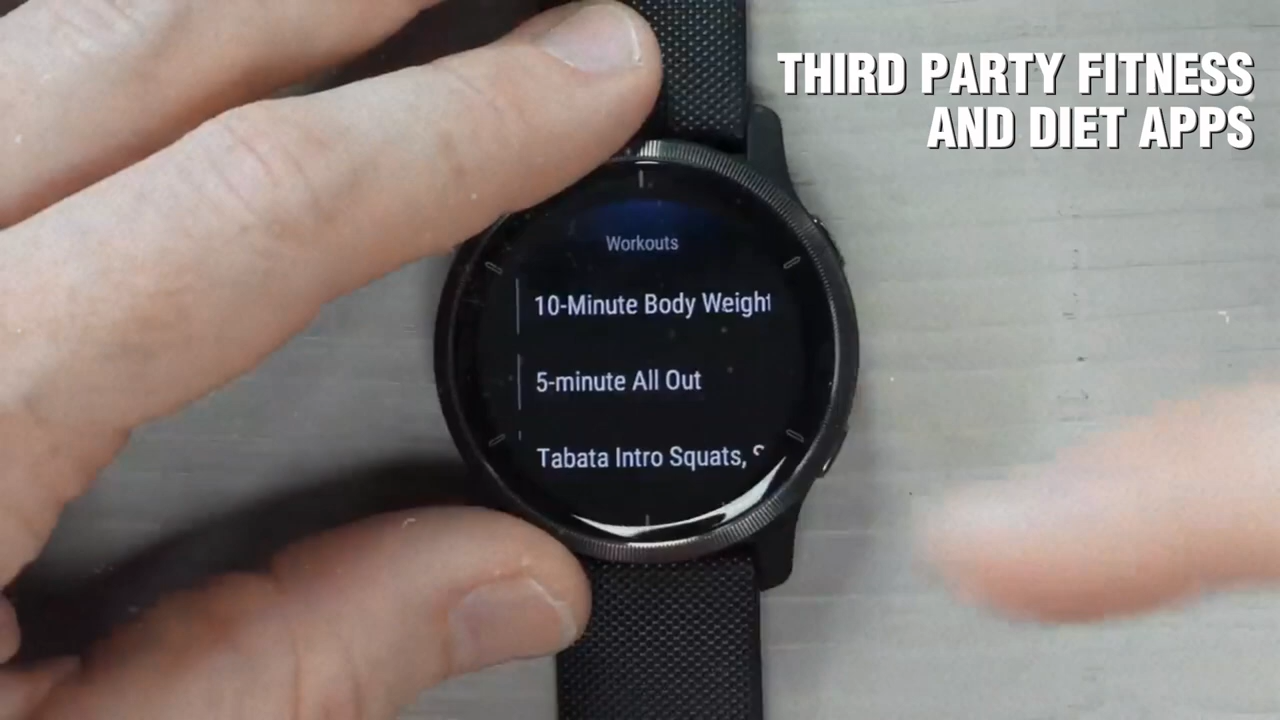 THIRD PARTY FITNESS
AND DIET APPS
Workouts
10-Minute Body Weight
5-minute All Out
Tabata Intro Squats,